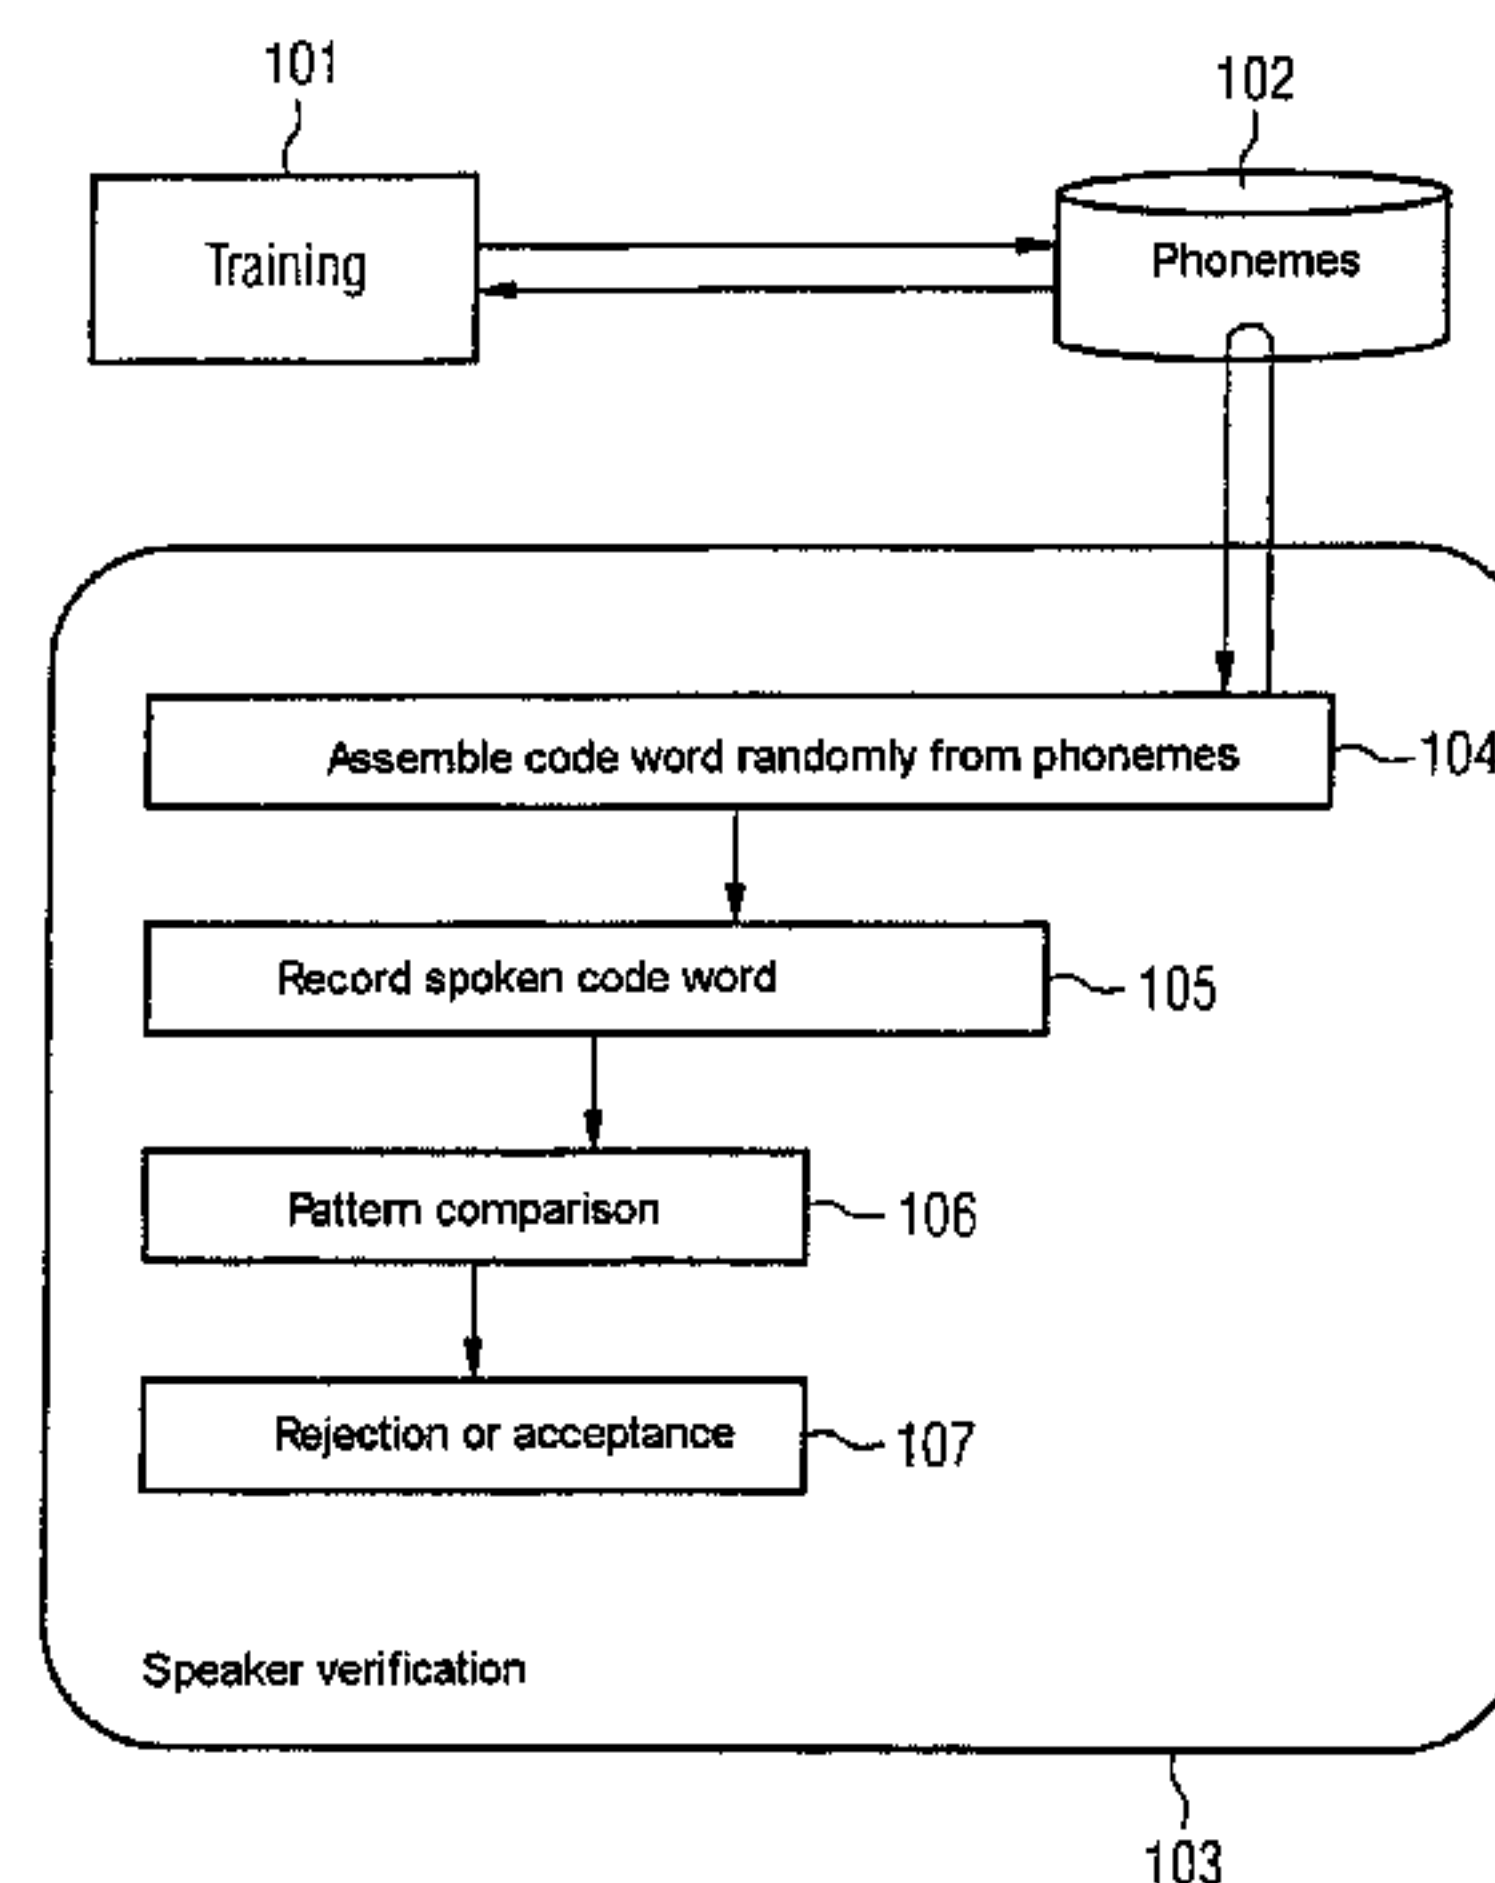 101
102
Training
Phonemes
Assemble code word randomly from phonemes
104
Record spoken code word
105
Pattern comparison
106
Rejection or acceptance
107
Speaker verification
103